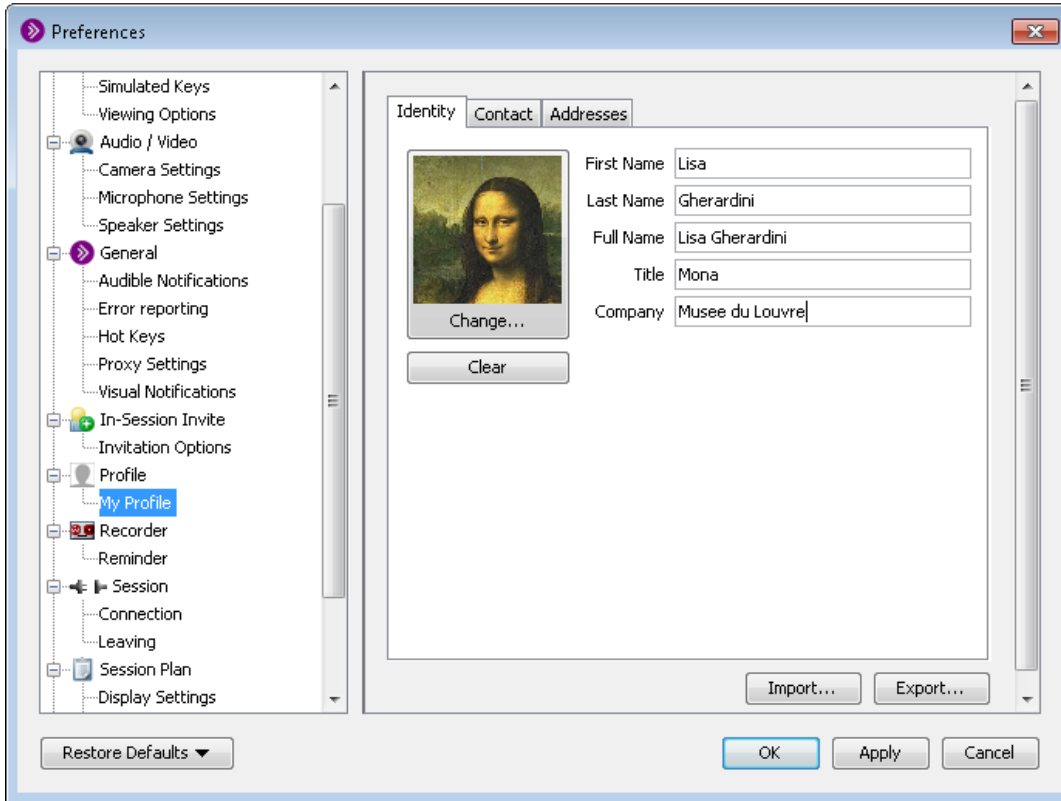 Preferences
Simulated Keys
Viewing Options
Audio / Video
Camera Settings
Microphone Settings
Speaker Settings
General
Audible Notifications
Error reporting
Hot Keys
Proxy Settings
Visual Notifications
In-Session Invite
Invitation Options
Profile
My Profile
Recorder
Reminder
Session
Connection
Leaving
Session Plan
Display Settings
Identity Contact Addresses
First Name Lisa
Last Name Gherardini
Full Name Lisa Gherardini
Title Mona
Company Musee du Louvre
Change...
Clear
Import... Export...
Restore Defaults OK Apply Cancel